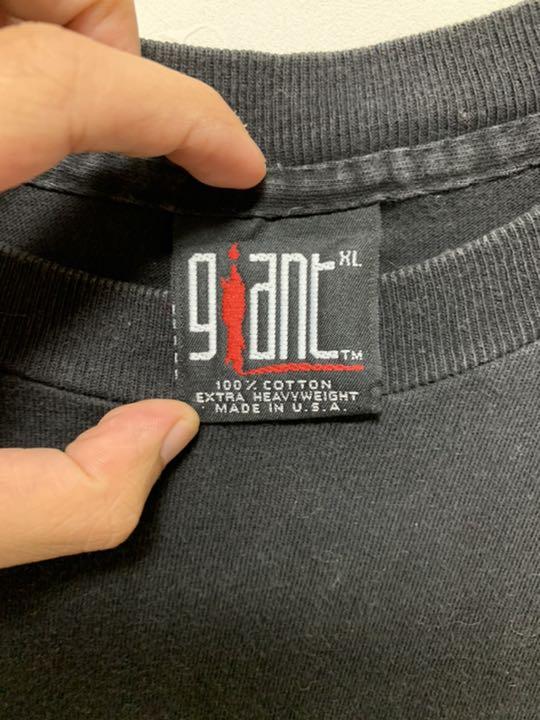 giant XL
TM
100% COTTON
EXTRA HEAVYWEIGHT
MADE IN U.S.A.